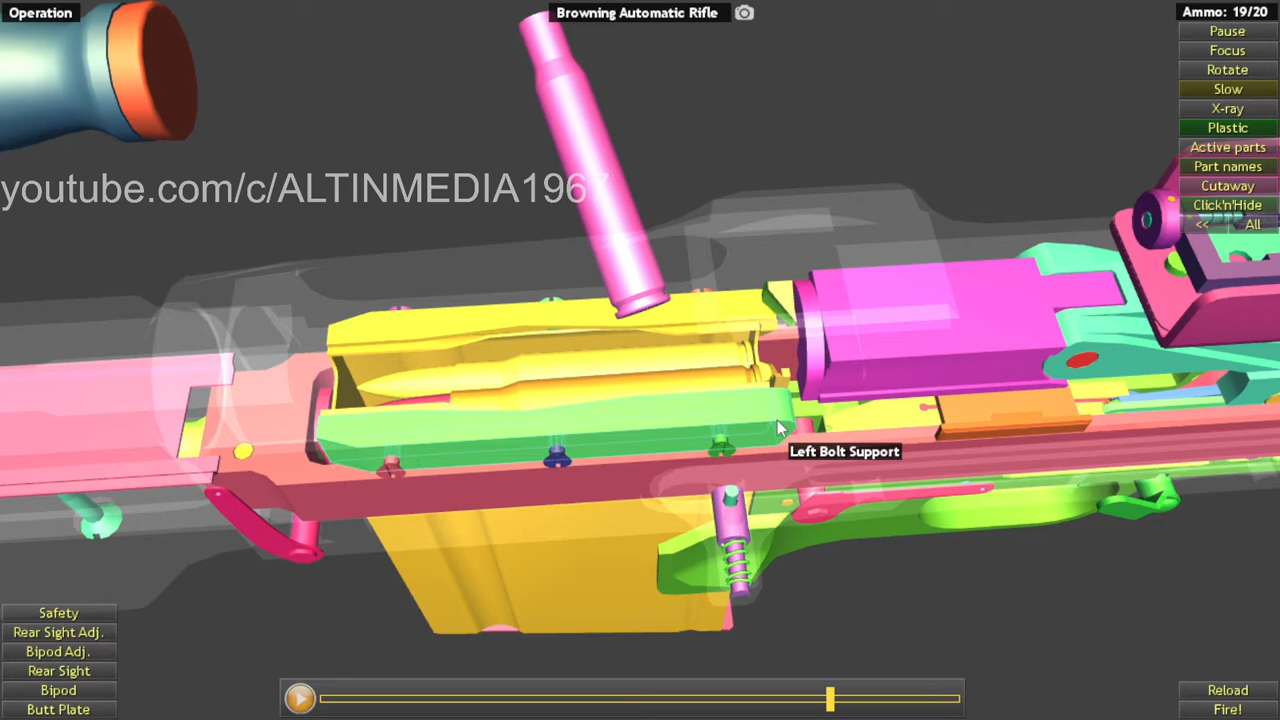 Operation
Browning Automatic Rifle
Ammo: 19/20
Pause
Focus
Rotate
Slow
X-ray
Plastic
Active parts
Part names
Cutaway
Click'n'Hide
<< All
youtube.com/c/ALTINMEDIA1967
Left Bolt Support
Safety
Rear Sight Adj.
Bipod Adj.
Rear Sight
Bipod
Butt Plate
Reload
Fire!